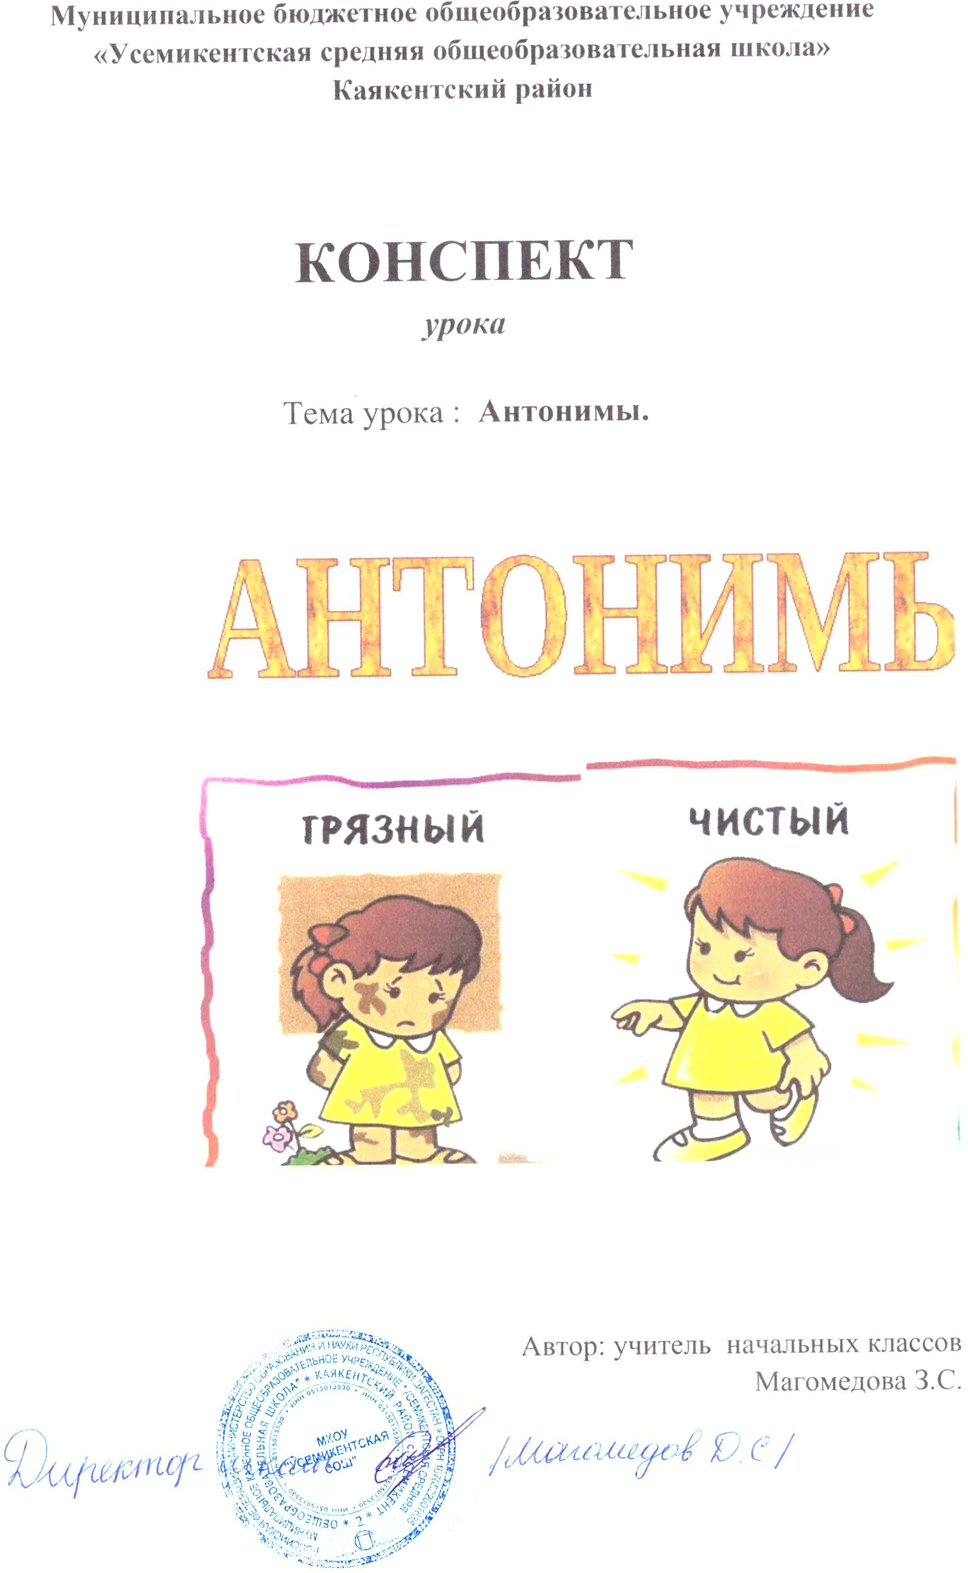 Муниципальное бюджетное общеобразовательное учреждение
«Усемикентская средняя общеобразовательная школа»
Каякентский район
КОНСПЕКТ
урока
Тема урока : Антонимы.
АНТОНИМЬ
ГРЯЗНЫЙ
ЧИСТЫЙ
Автор: учитель начальных классов
Магомедова З.С.
МКОУ
"УСЕМИКЕНТСКАЯ
СОШ"
Директор
/Магомедов Д.С/